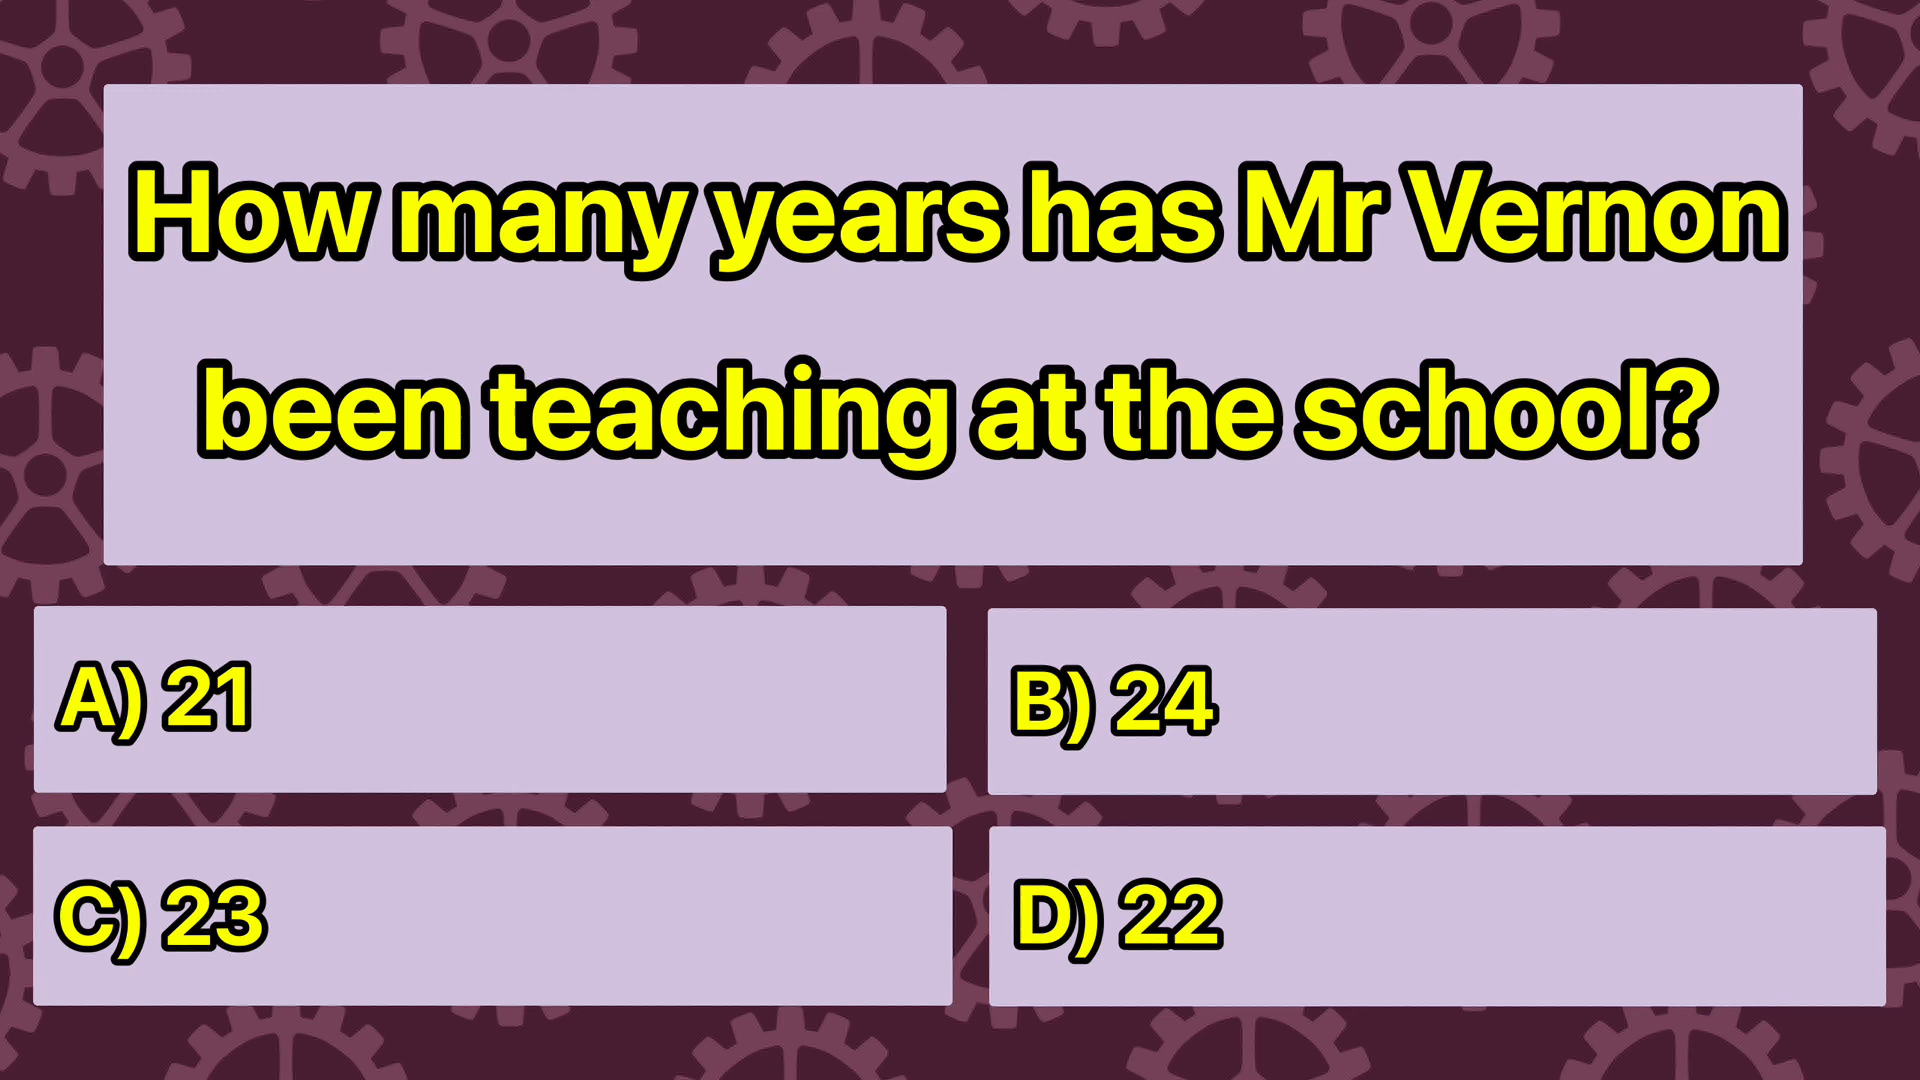 How many years has Mr Vernon
been teaching at the school?
A) 21
B) 24
C) 23
D) 22